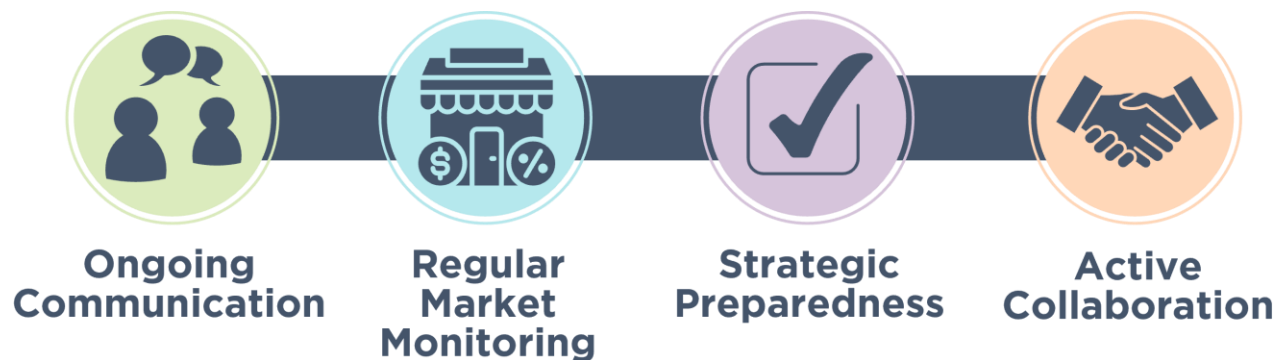 $
%
Ongoing
Communication
Regular
Market
Monitoring
Strategic
Preparedness
Active
Collaboration